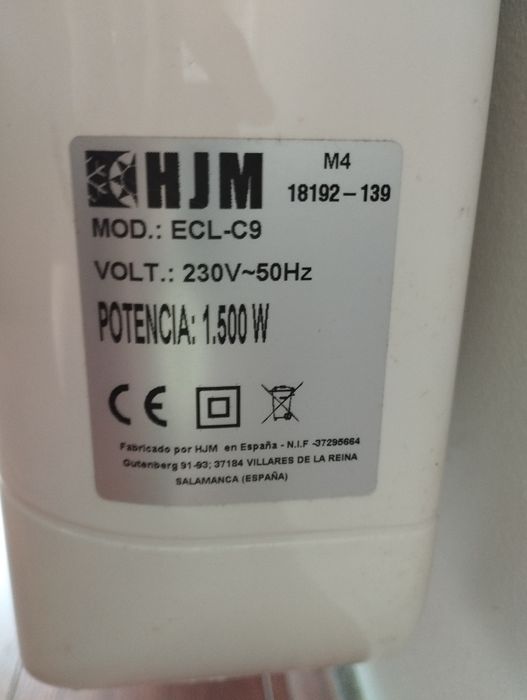 HJM
M4
18192-139
MOD.: ECL-C9
VOLT.: 230V~50Hz
POTENCIA: 1.500 W
CE
Fabricado por HJM en España - N.I.F -37295664
Gutenberg 91-93; 37184 VILLARES DE LA REINA
SALAMANCA (ESPAÑA)